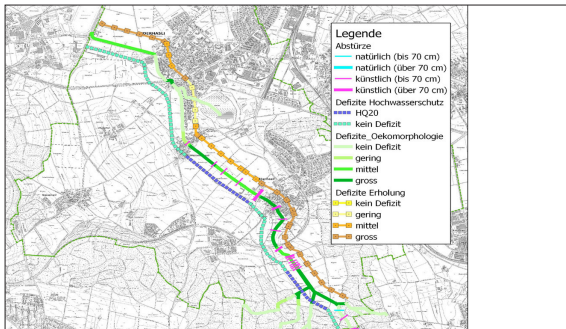 Legende
Abstürze
natürlich (bis 70 cm)
natürlich (über 70 cm)
künstlich (bis 70 cm)
künstlich (über 70 cm)
Defizite Hochwasserschutz
HQ20
kein Defizit
Defizite_Oekomorphologie
kein Defizit
gering
mittel
gross
Defizite Erholung
kein Defizit
gering
mittel
gross